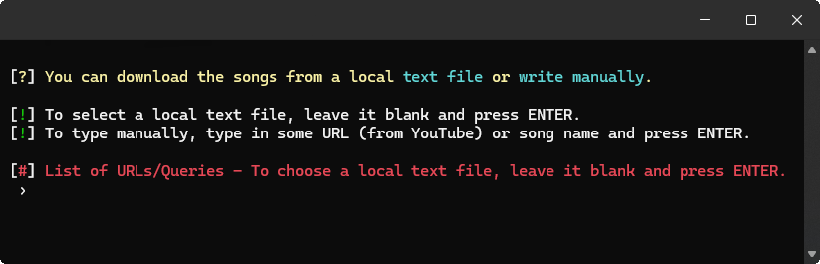 [?] You can download the songs from a local text file or write manually.
[!] To select a local text file, leave it blank and press ENTER.
[!] To type manually, type in some URL (from YouTube) or song name and press ENTER.
[#] List of URLs/Queries - To choose a local text file, leave it blank and press ENTER.
›